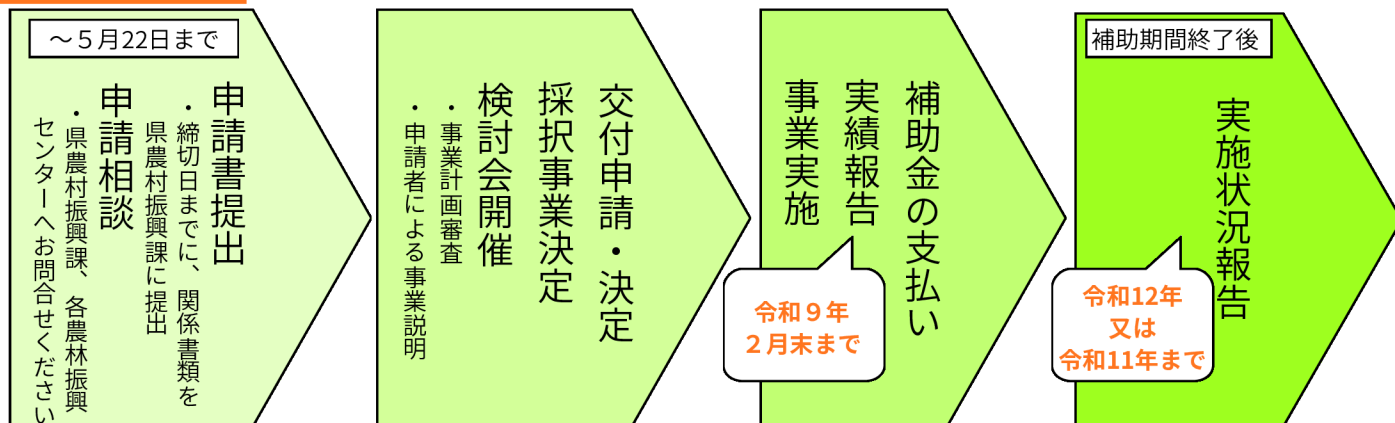 ～５月22日まで
申請書提出
・締切日までに、関係書類を
県農村振興課に提出
申請相談
・県農村振興課、各農林振興
センターへお問合せください
交付申請・決定
採択事業決定
検討会開催
・事業計画審査
・申請者による事業説明
補助金の支払い
実績報告
事業実施
令和９年
２月末まで
補助期間終了後
実施状況報告
令和12年
又は
令和11年まで